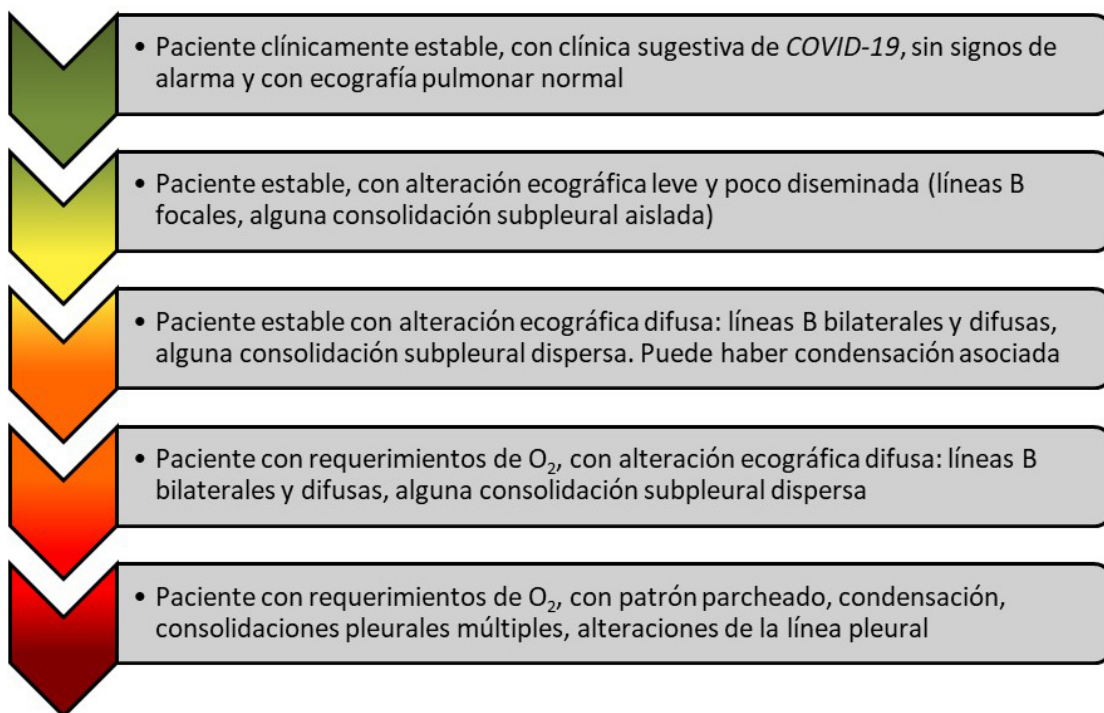 • Paciente clínicamente estable, con clínica sugestiva de COVID-19, sin signos de
alarma y con ecografía pulmonar normal
• Paciente estable, con alteración ecográfica leve y poco diseminada (líneas B
focales, alguna consolidación subpleural aislada)
• Paciente estable con alteración ecográfica difusa: líneas B bilaterales y difusas,
alguna consolidación subpleural dispersa. Puede haber condensación asociada
• Paciente con requerimientos de O₂, con alteración ecográfica difusa: líneas B
bilaterales y difusas, alguna consolidación subpleural dispersa
• Paciente con requerimientos de O₂, con patrón parcheado, condensación,
consolidaciones pleurales múltiples, alteraciones de la línea pleural